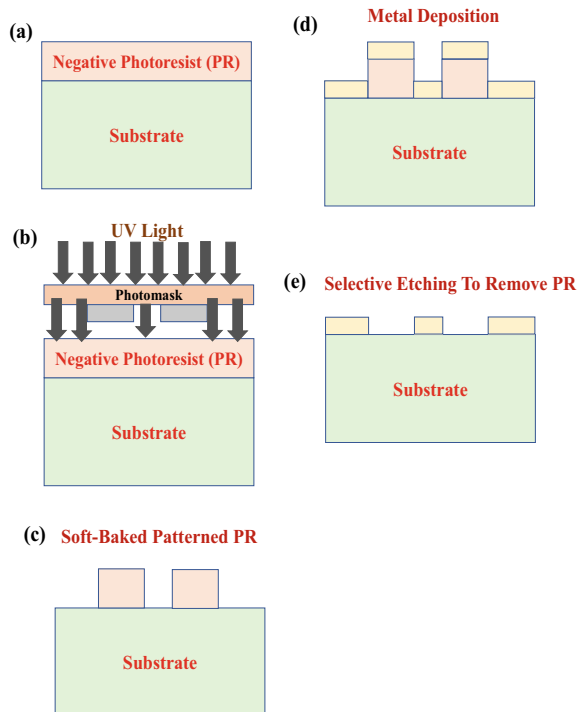 (a)
Negative Photoresist (PR)
Substrate
(b)
UV Light
Photomask
Negative Photoresist (PR)
Substrate
(c) Soft-Baked Patterned PR
Substrate
(d)
Metal Deposition
Substrate
(e)
Selective Etching To Remove PR
Substrate